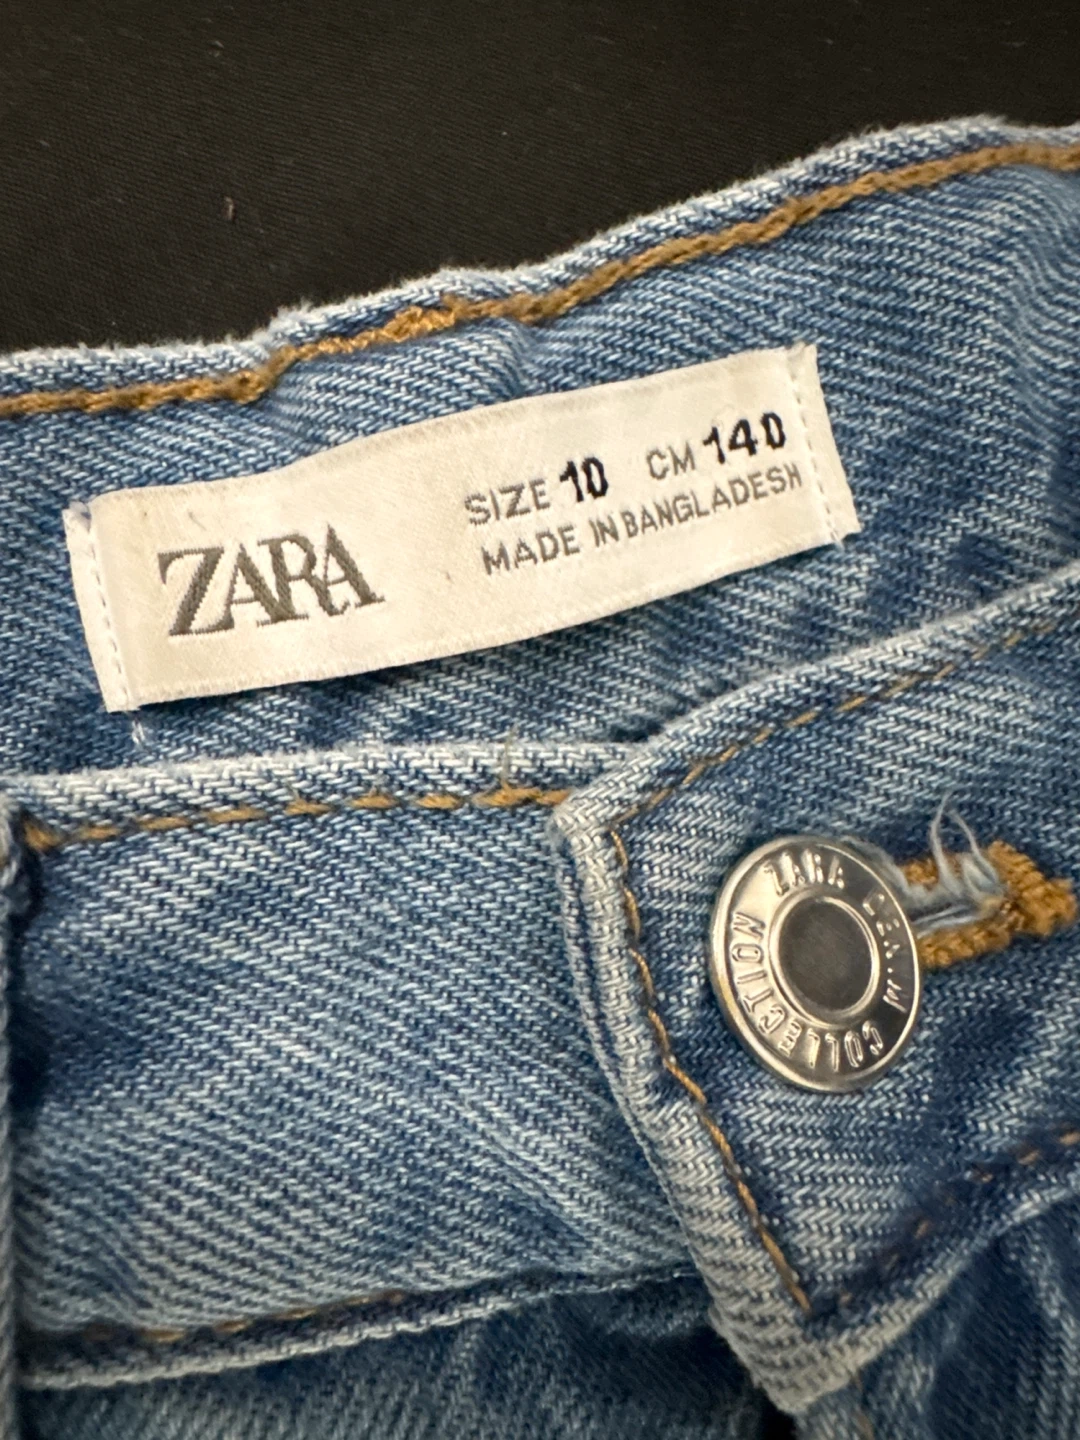 ZARA
SIZE 10 CM 140
MADE IN BANGLADESH
ZARA DENIM COLLECTION